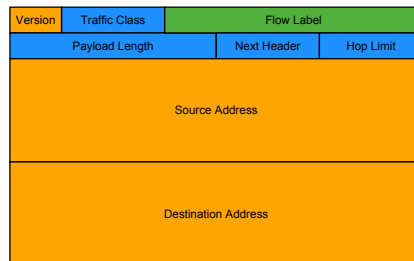 Version Traffic Class Flow Label
Payload Length Next Header Hop Limit
Source Address
Destination Address